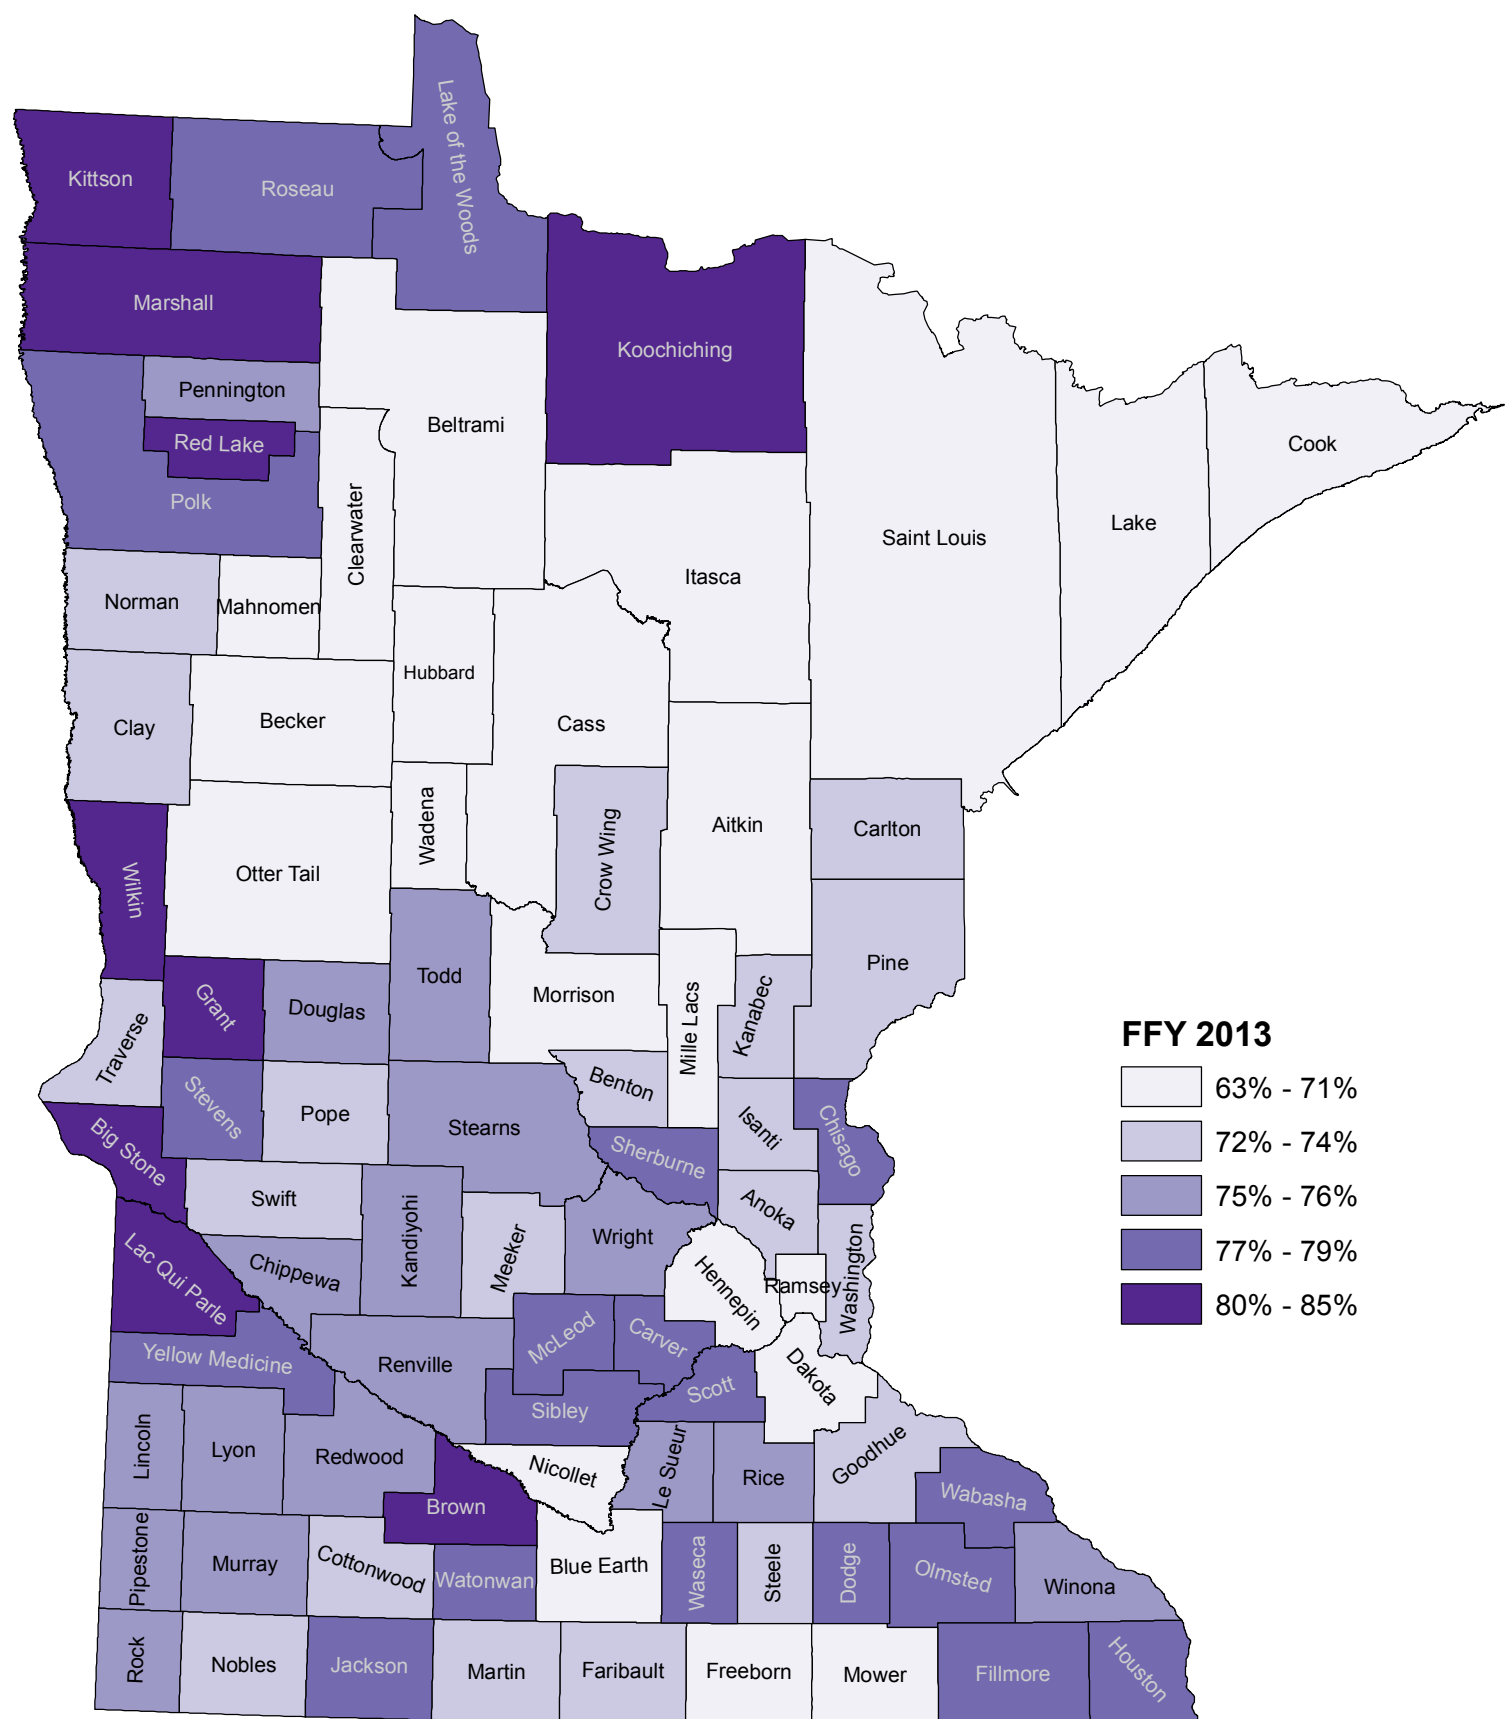 Lake of the Woods
Kittson
Roseau
Marshall
Koochiching
Pennington
Beltrami
Red Lake
Cook
Polk
Clearwater
Lake
Saint Louis
Itasca
Norman
Mahnomen
Hubbard
Clay
Becker
Cass
Wadena
Aitkin
Carlton
Crow Wing
Otter Tail
Wilkin
Pine
Todd
Morrison
Grant
Douglas
Mille Lacs
Kanabec
Traverse
FFY 2013
63% - 71%
72% - 74%
75% - 76%
77% - 79%
80% - 85%
Stevens
Pope
Benton
Stearns
Isanti
Chisago
Big Stone
Sherburne
Swift
Kandiyohi
Anoka
Meeker
Wright
Lac Qui Parle
Chippewa
Hennepin
Ramsey
Washington
McLeod
Carver
Yellow Medicine
Renville
Dakota
Scott
Sibley
Lincoln
Lyon
Redwood
Goodhue
Nicollet
Le Sueur
Rice
Wabasha
Brown
Pipestone
Murray
Cottonwood
Watonwan
Blue Earth
Waseca
Steele
Dodge
Olmsted
Winona
Rock
Nobles
Jackson
Martin
Faribault
Freeborn
Mower
Fillmore
Houston